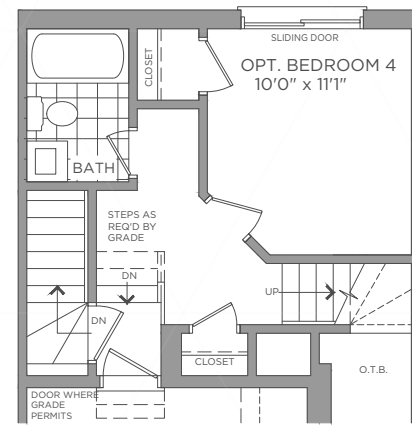 SLIDING DOOR
CLOSET
OPT. BEDROOM 4
10'0" x 11'1"
BATH
STEPS AS
REQ'D BY
GRADE
DN
UP
DN
CLOSET
O.T.B.
DOOR WHERE
GRADE
PERMITS